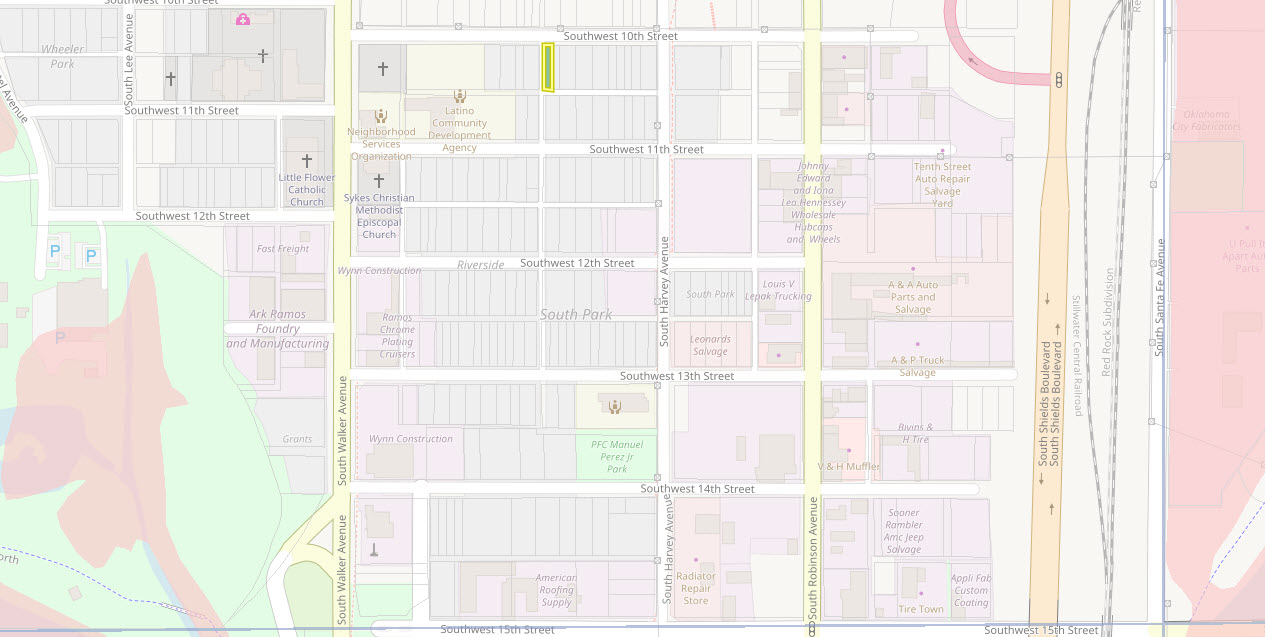 Southwest 10th Street
Southwest 10th Street
Wheeler
Park
South Lee Avenue
Southwest 11th Street
Neighborhood
Services
Organization
Latino
Community
Development
Agency
Southwest 11th Street
Oklahoma
City Fabricators
Little Flower
Catholic
Church
Sykes Christian
Methodist
Episcopal
Church
Johnny
Edward
and Iona
Lea Hennessey
Wholesale
Hubcaps
and Wheels
Tenth Street
Auto Repair
Salvage
Yard
Southwest 12th Street
Fast Freight
Wynn Construction
Riverside
Southwest 12th Street
South Harvey Avenue
South Park
Louis V
Lepak Trucking
A & A Auto
Parts and
Salvage
U Pull It
Apart Auto
Parts
P
P
P
Ark Ramos
Foundry
and Manufacturing
South Park
Ramos
Chrome
Plating
Cruisers
Leonards
Salvage
A & P Truck
Salvage
Southwest 13th Street
South Walker Avenue
South Shields Boulevard
South Shields Boulevard
Stillwater Central Railroad
Red Rock Subdivision
South Santa Fe Avenue
Grants
Wynn Construction
PFC Manuel
Perez Jr
Park
Bivins &
H Tire
V & H Muffler
Southwest 14th Street
South Walker Avenue
South Harvey Avenue
South Robinson Avenue
Sooner
Rambler
Amc Jeep
Salvage
American
Roofing
Supply
Radiator
Repair
Store
Tire Town
Appli Fab
Custom
Coating
orth
Southwest 15th Street
Southwest 15th Street